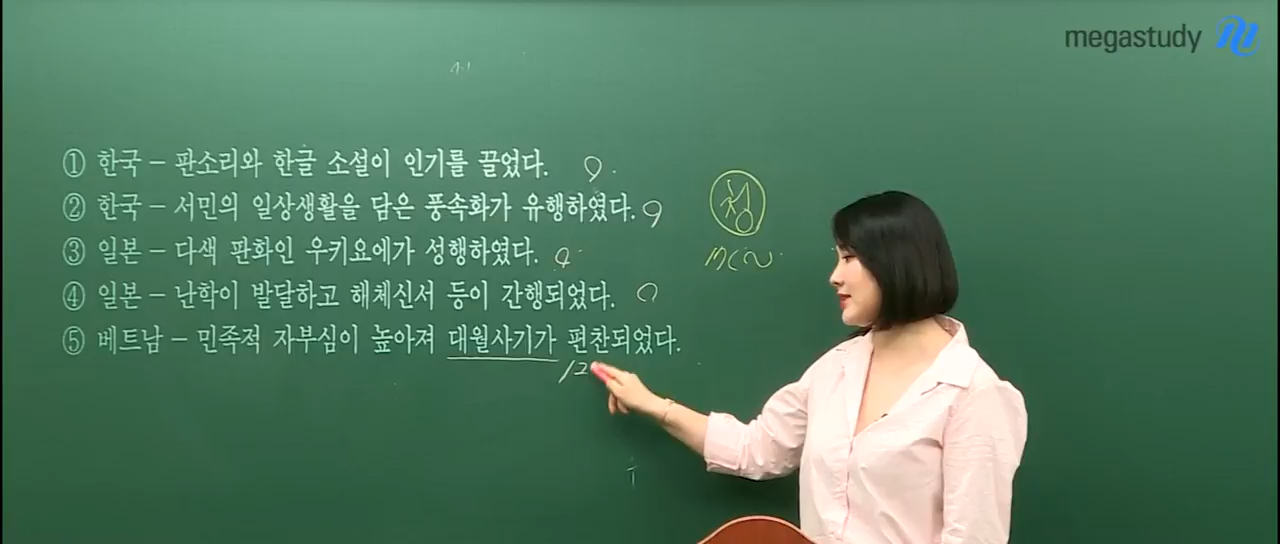 megastudy
① 한국 – 판소리와 한글 소설이 인기를 끌었다.
② 한국 – 서민의 일상생활을 담은 풍속화가 유행하였다.
③ 일본 – 다색 판화인 우키요에가 성행하였다.
④ 일본 – 난학이 발달하고 해체신서 등이 간행되었다.
⑤ 베트남 – 민족적 자부심이 높아져 대월사기가 편찬되었다.
청